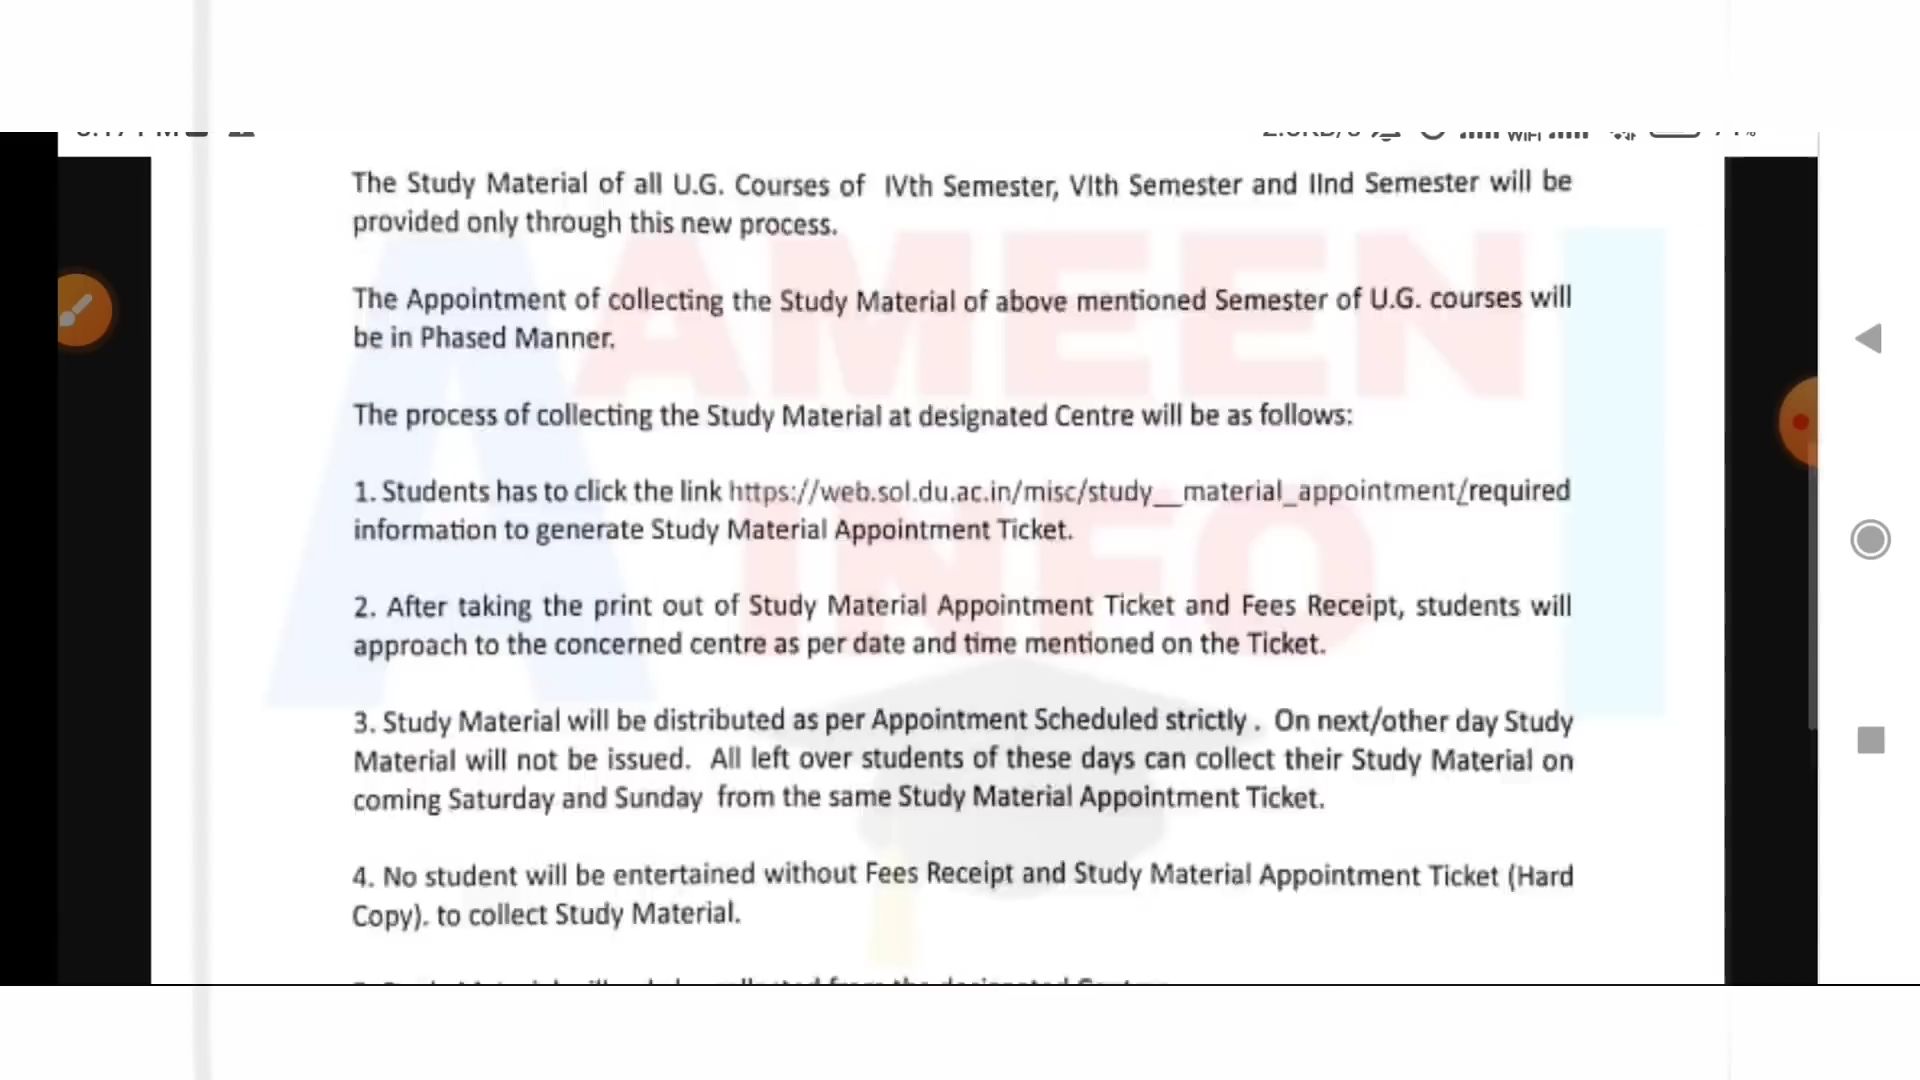 The Study Material of all U.G. Courses of IVth Semester, VIth Semester and IInd Semester will be
provided only through this new process.
The Appointment of collecting the Study Material of above mentioned Semester of U.G. courses will
be in Phased Manner.
The process of collecting the Study Material at designated Centre will be as follows:
1. Students has to click the link https://web.sol.du.ac.in/misc/study__material_appointment/required
information to generate Study Material Appointment Ticket.
2. After taking the print out of Study Material Appointment Ticket and Fees Receipt, students will
approach to the concerned centre as per date and time mentioned on the Ticket.
3. Study Material will be distributed as per Appointment Scheduled strictly . On next/other day Study
Material will not be issued. All left over students of these days can collect their Study Material on
coming Saturday and Sunday from the same Study Material Appointment Ticket.
4. No student will be entertained without Fees Receipt and Study Material Appointment Ticket (Hard
Copy). to collect Study Material.
AMEEN
INFO